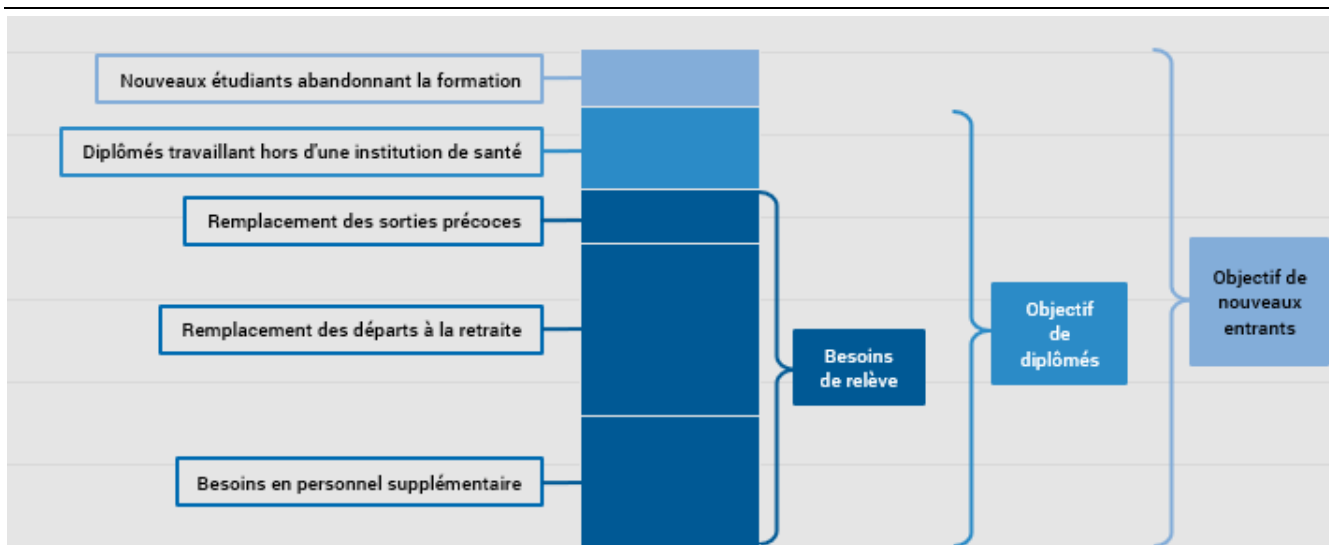 Nouveaux étudiants abandonnant la formation
Diplômés travaillant hors d'une institution de santé
Remplacement des sorties précoces
Remplacement des départs à la retraite
Besoins en personnel supplémentaire
Besoins
de relève
Objectif
de
diplômés
Objectif de
nouveaux
entrants